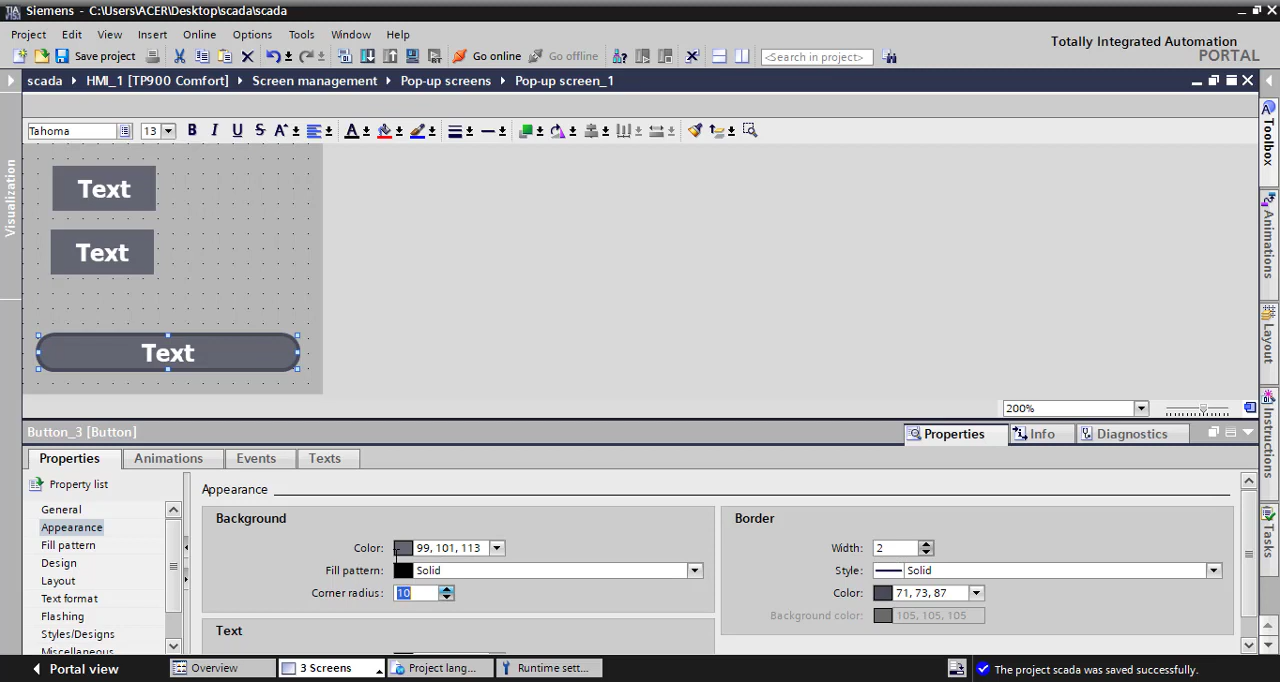 Siemens - C:\Users\ACER\Desktop\scada\scada
Project Edit View Insert Online Options Tools Window Help
Totally Integrated Automation
PORTAL
Save project Go online Go offline <Search in project>
scada HMI_1 [TP900 Comfort] Screen management Pop-up screens Pop-up screen_1
Tahoma 13 B I U S A A
Visualization
Text
Text
Text
200%
Toolbox
Animations
Layout
Instructions
Tasks
Button_3 [Button]
Properties Info Diagnostics
Properties Animations Events Texts
Property list
General
Appearance
Fill pattern
Design
Layout
Text format
Flashing
Styles/Designs
Miscellaneous
Appearance
Background
Color: 99, 101, 113
Fill pattern: Solid
Corner radius: 10
Text
Border
Width: 2
Style: Solid
Color: 71, 73, 87
Background color: 105, 105, 105
Portal view Overview 3 Screens Project lang... Runtime sett... The project scada was saved successfully.